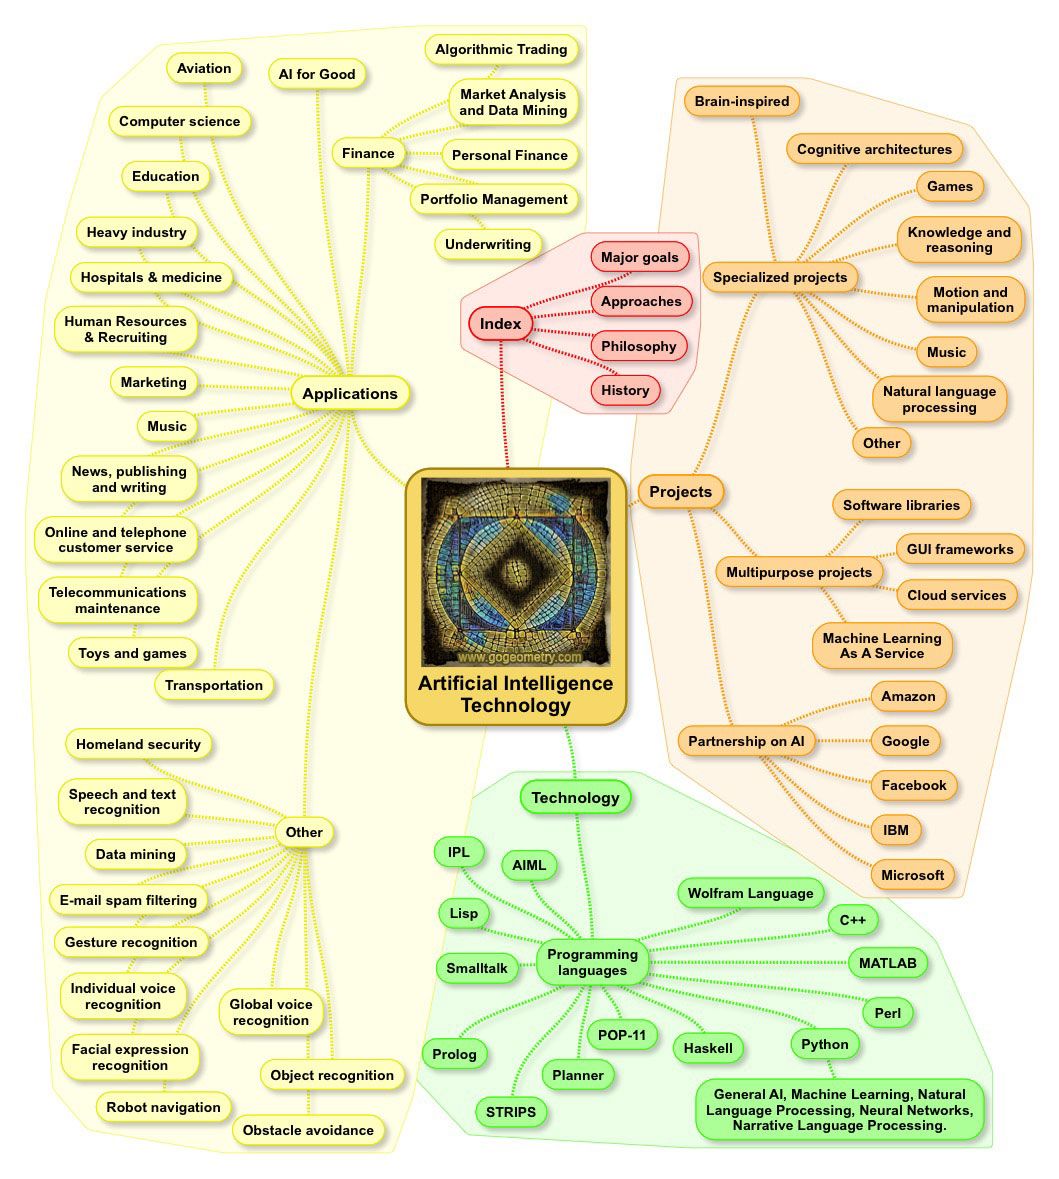 Artificial Intelligence
Technology
www.gogeometry.com
Index
Major goals
Approaches
Philosophy
History
Projects
Specialized projects
Brain-inspired
Cognitive architectures
Games
Knowledge and
reasoning
Motion and
manipulation
Music
Natural language
processing
Other
Multipurpose projects
Software libraries
GUI frameworks
Cloud services
Machine Learning
As A Service
Partnership on AI
Amazon
Google
Facebook
IBM
Microsoft
Technology
Programming
languages
Wolfram Language
C++
MATLAB
Perl
Python
General AI, Machine Learning, Natural
Language Processing, Neural Networks,
Narrative Language Processing.
Haskell
POP-11
Planner
STRIPS
Prolog
Smalltalk
Lisp
IPL
AIML
Applications
Algorithmic Trading
Market Analysis
and Data Mining
Finance
Personal Finance
Portfolio Management
Underwriting
AI for Good
Aviation
Computer science
Education
Heavy industry
Hospitals & medicine
Human Resources
& Recruiting
Marketing
Music
News, publishing
and writing
Online and telephone
customer service
Telecommunications
maintenance
Toys and games
Transportation
Other
Homeland security
Speech and text
recognition
Data mining
E-mail spam filtering
Gesture recognition
Individual voice
recognition
Global voice
recognition
Facial expression
recognition
Robot navigation
Object recognition
Obstacle avoidance